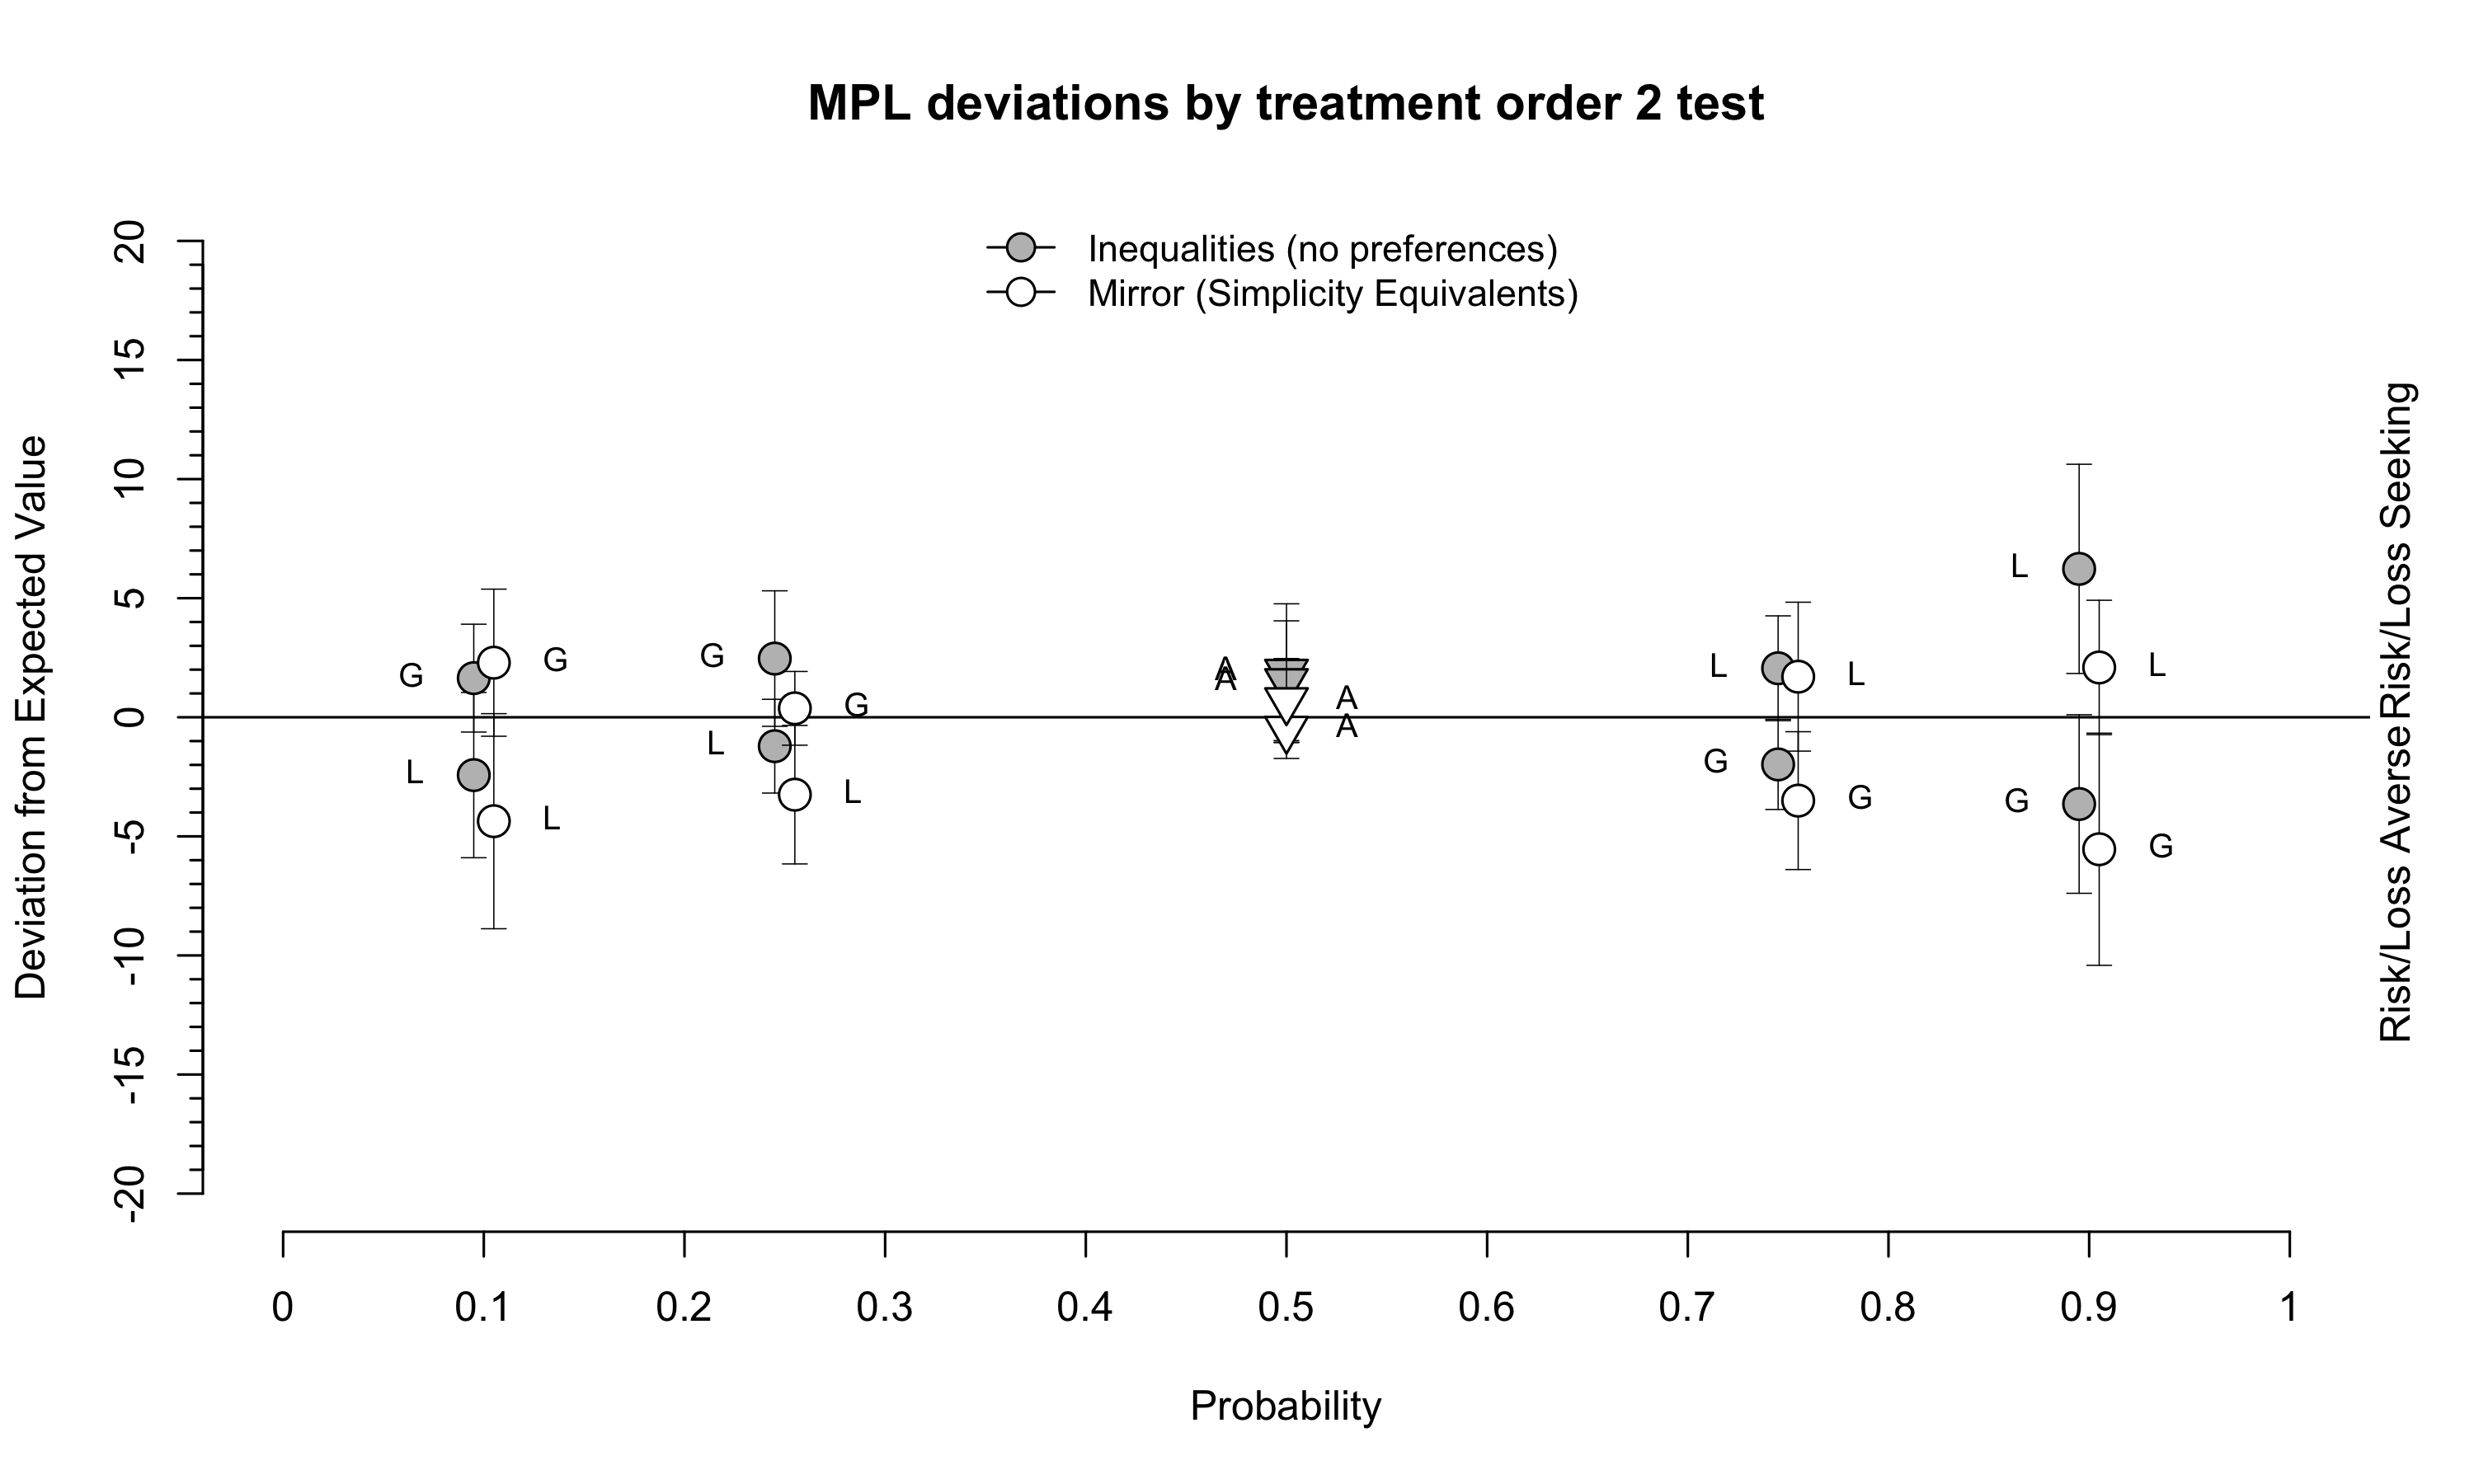 MPL deviations by treatment order 2 test
Inequalities (no preferences)
Mirror (Simplicity Equivalents)
Deviation from Expected Value
20
15
10
5
0
-5
-10
-15
-20
Risk/Loss Seeking
Risk/Loss Averse
G
G
L
L
G
G
L
L
A
A
A
A
L
L
G
G
L
L
G
G
0
0.1
0.2
0.3
0.4
0.5
0.6
0.7
0.8
0.9
1
Probability